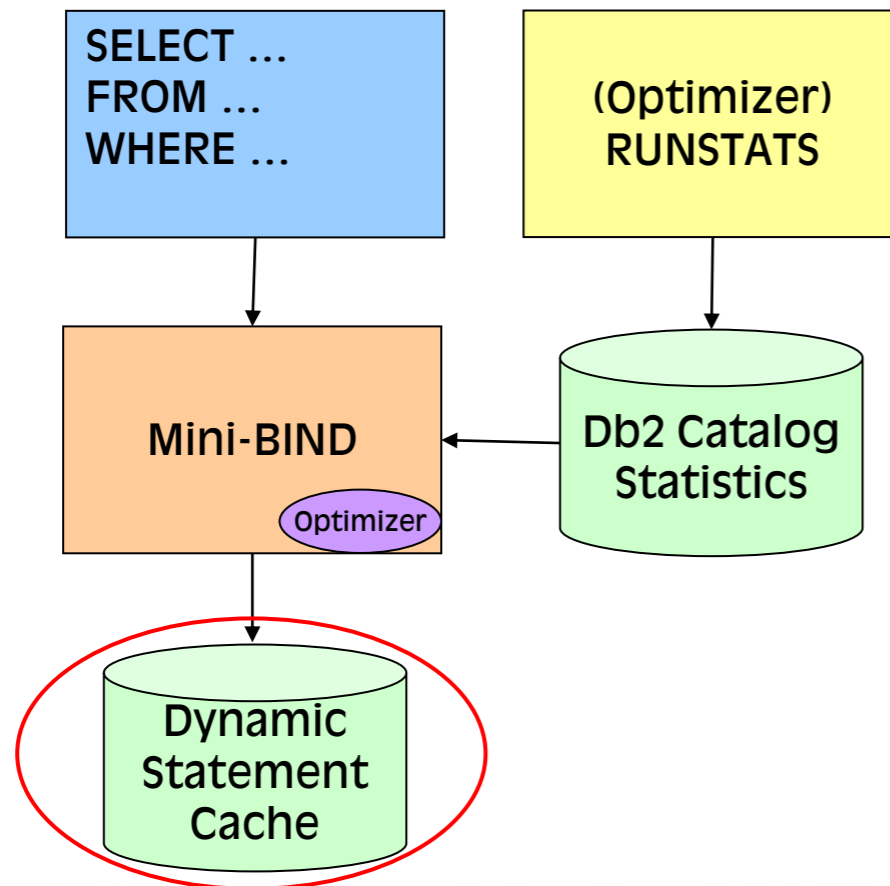 SELECT …
FROM …
WHERE …
(Optimizer)
RUNSTATS
Mini-BIND
Optimizer
Db2 Catalog
Statistics
Dynamic
Statement
Cache